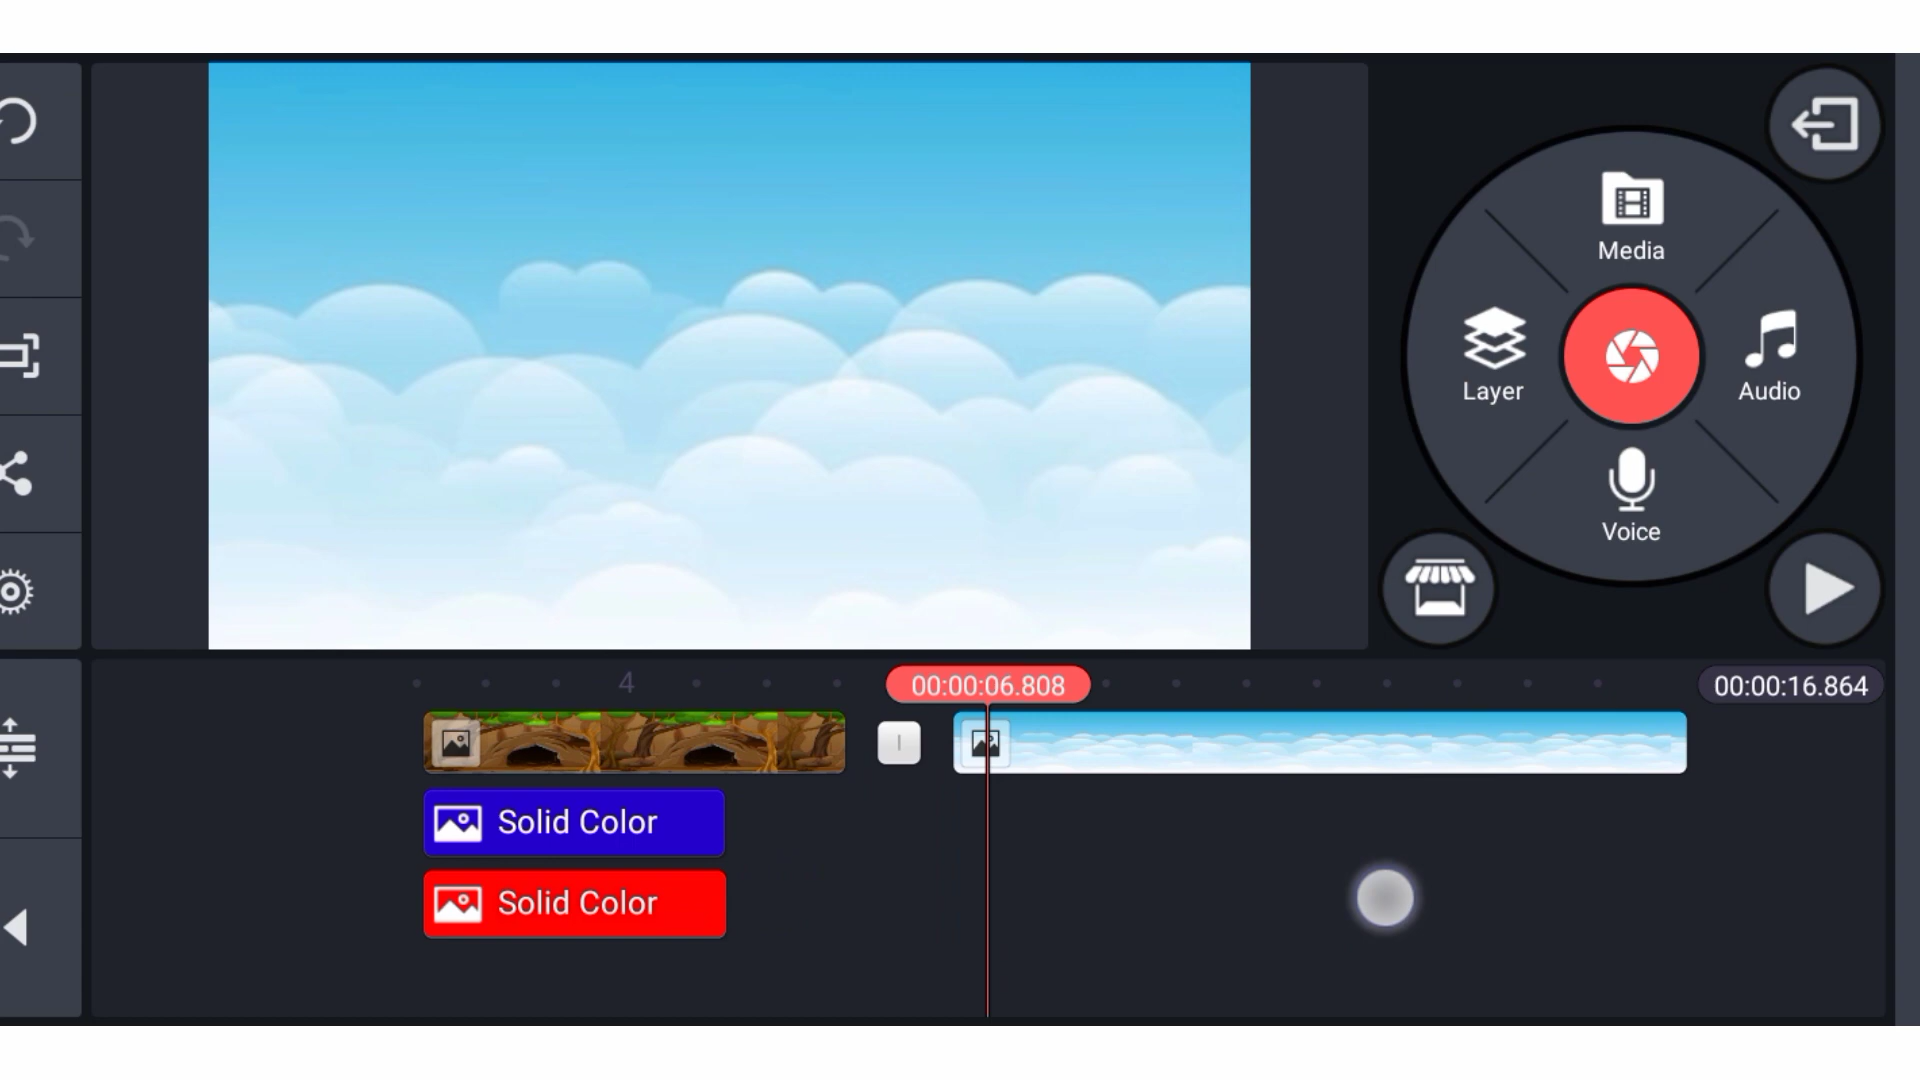 Media
Layer
Audio
Voice
4
00:00:06.808
00:00:16.864
Solid Color
Solid Color